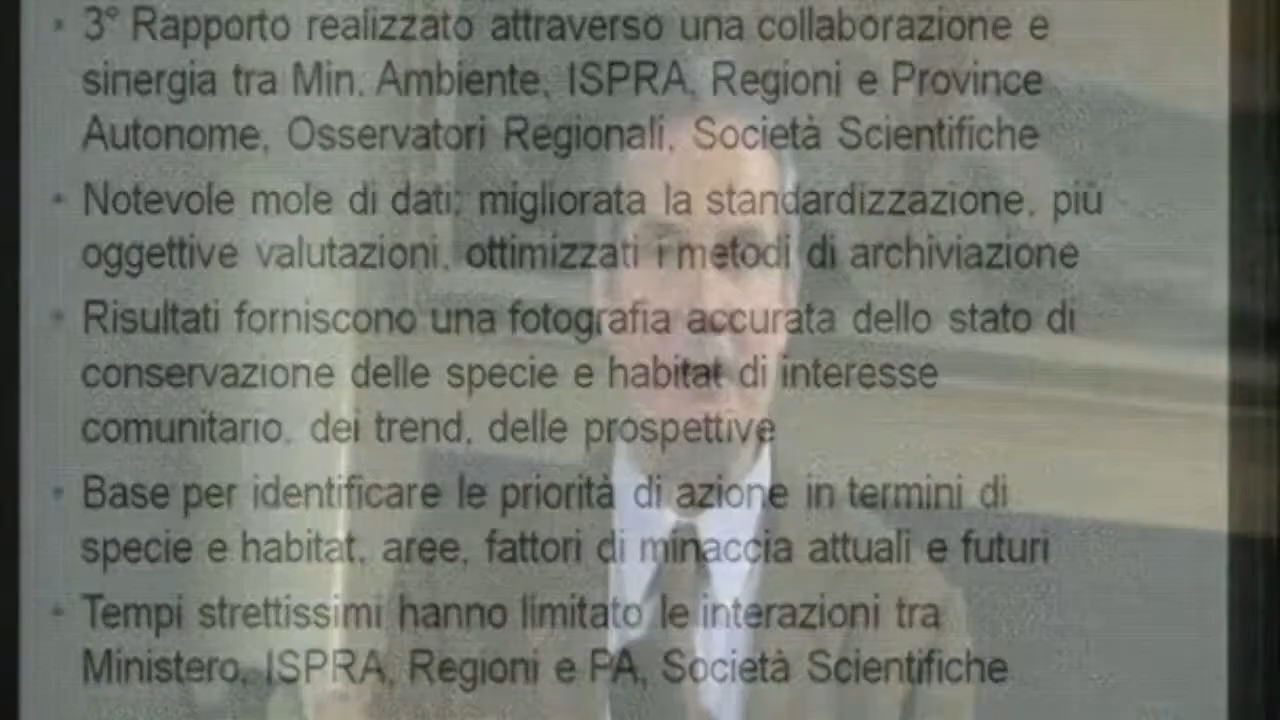 • 3° Rapporto realizzato attraverso una collaborazione e
sinergia tra Min. Ambiente, ISPRA, Regioni e Province
Autonome, Osservatori Regionali, Società Scientifiche
• Notevole mole di dati; migliorata la standardizzazione, più
oggettive valutazioni, ottimizzati i metodi di archiviazione
• Risultati forniscono una fotografia accurata dello stato di
conservazione delle specie e habitat di interesse
comunitario, dei trend, delle prospettive
• Base per identificare le priorità di azione in termini di
specie e habitat, aree, fattori di minaccia attuali e futuri
• Tempi strettissimi hanno limitato le interazioni tra
Ministero, ISPRA, Regioni e PA, Società Scientifiche